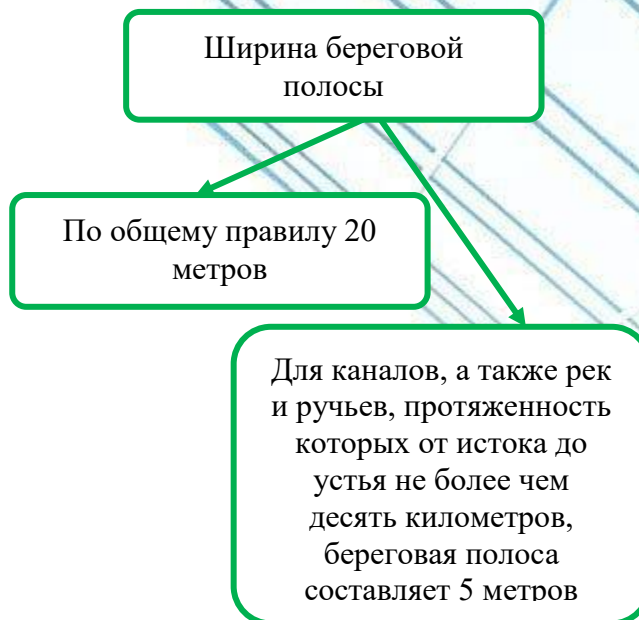 Ширина береговой
полосы
По общему правилу 20
метров
Для каналов, а также рек
и ручьев, протяженность
которых от истока до
устья не более чем
десять километров,
береговая полоса
составляет 5 метров